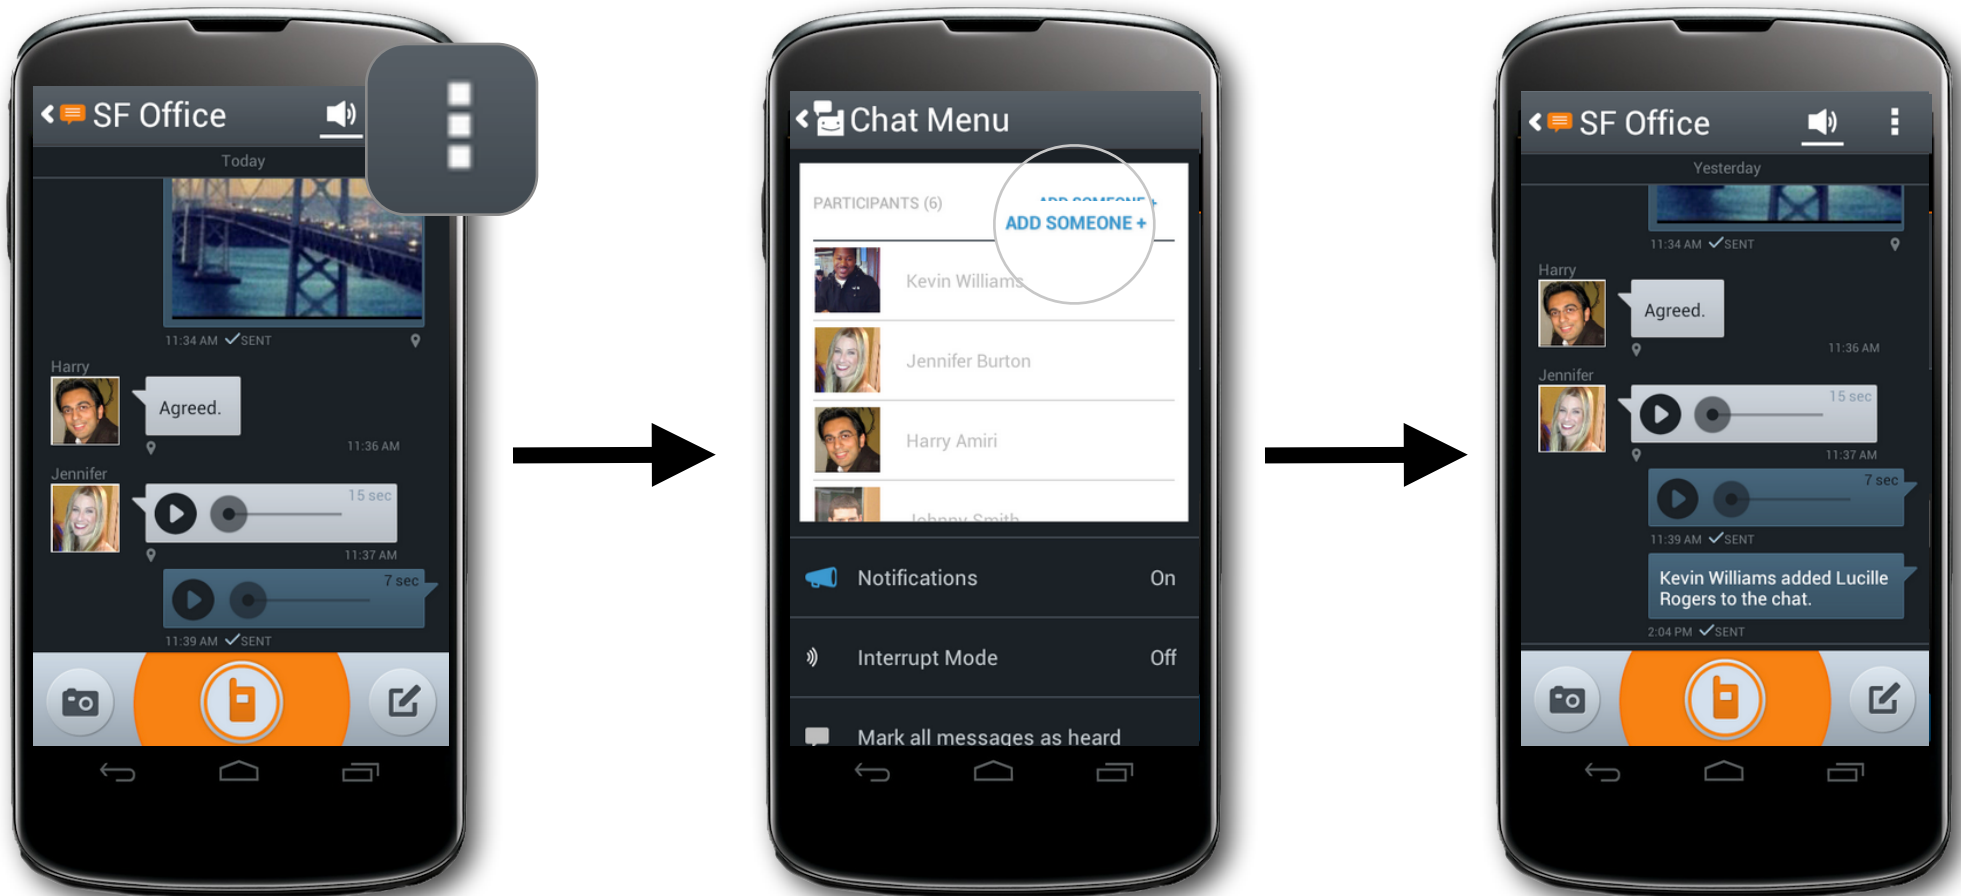 SF Office
Today
11:34 AM ✓SENT
Harry
Agreed.
11:36 AM
Jennifer
15 sec
11:37 AM
7 sec
11:39 AM ✓SENT
Chat Menu
PARTICIPANTS (6)
ADD SOMEONE +
ADD SOMEONE +
Kevin Williams
Jennifer Burton
Harry Amiri
Johnny Smith
Notifications On
Interrupt Mode Off
Mark all messages as heard
SF Office
Yesterday
11:34 AM ✓SENT
Harry
Agreed.
11:36 AM
Jennifer
15 sec
11:37 AM
7 sec
11:39 AM ✓SENT
Kevin Williams added Lucille
Rogers to the chat.
2:04 PM ✓SENT